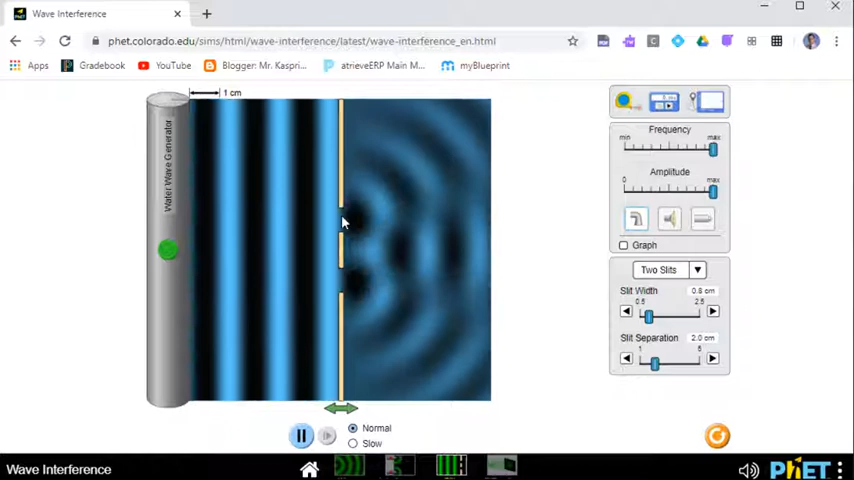 Wave Interference
phet.colorado.edu/sims/html/wave-interference/latest/wave-interference_en.html
Apps Gradebook YouTube Blogger: Mr. Kaspri... atrieveERP Main M... myBlueprint
1 cm
Water Wave Generator
Frequency
min max
Amplitude
0 max
Graph
Two Slits
Slit Width 0.8 cm
0.5 2.5
Slit Separation 2.0 cm
1 5
Normal
Slow
Wave Interference
PhET